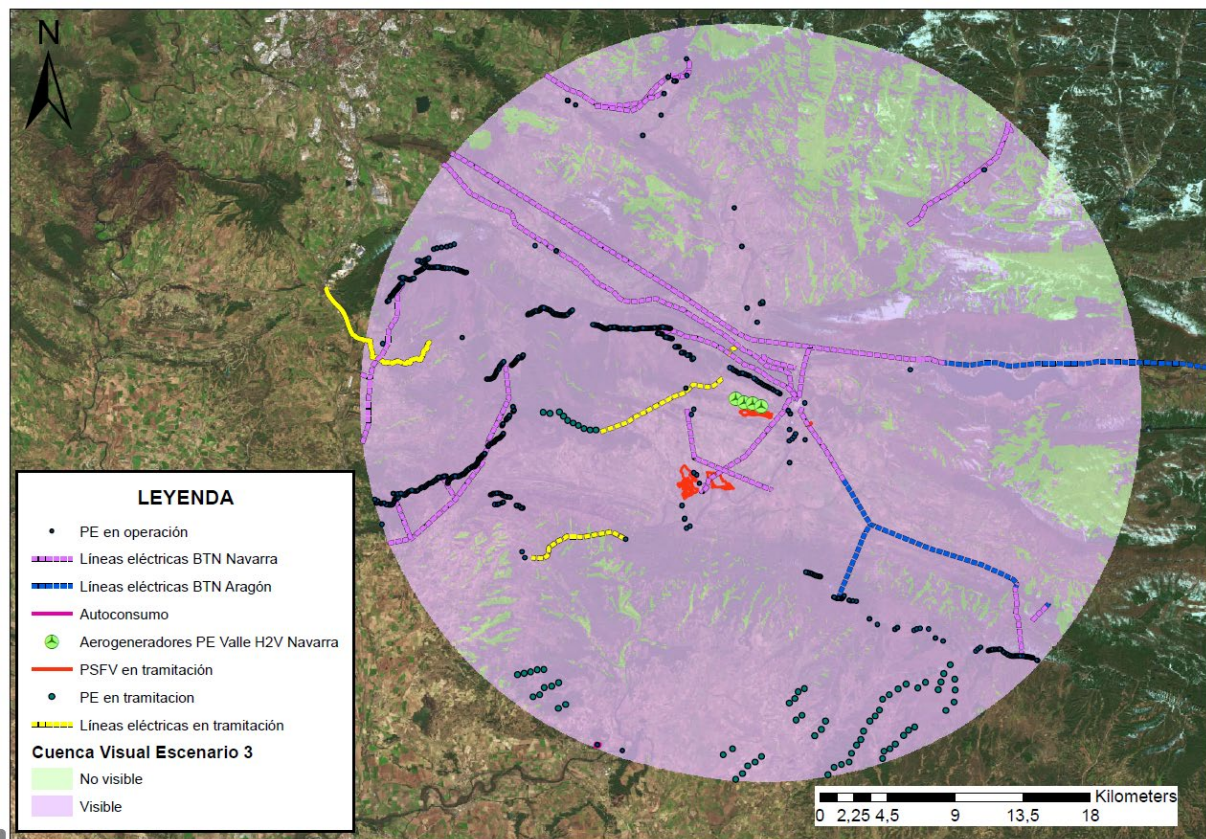 N
LEYENDA
PE en operación
Líneas eléctricas BTN Navarra
Líneas eléctricas BTN Aragón
Autoconsumo
Aerogeneradores PE Valle H2V Navarra
PSFV en tramitación
PE en tramitacion
Líneas eléctricas en tramitación
Cuenca Visual Escenario 3
No visible
Visible
Kilometers
0 2,25 4,5 9 13,5 18